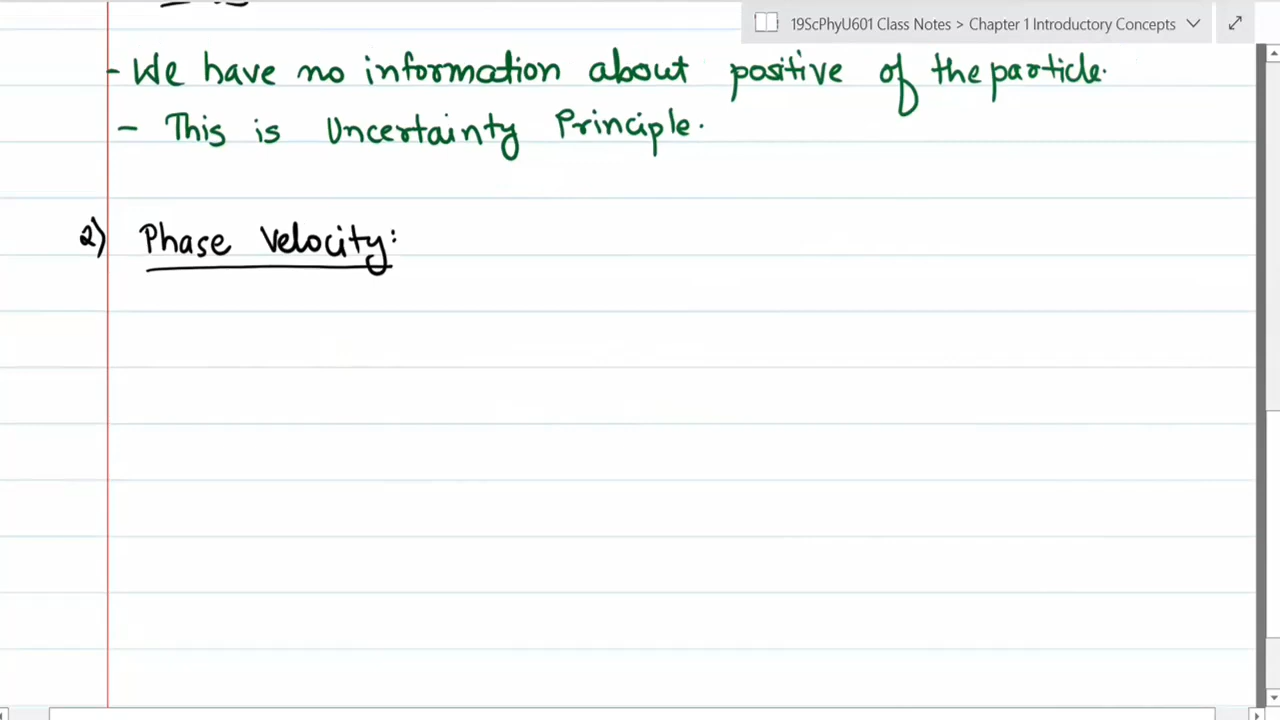 19ScPhyU601 Class Notes > Chapter 1 Introductory Concepts
- We have no information about positive of the particle.
- This is Uncertainty Principle.
2) Phase Velocity: